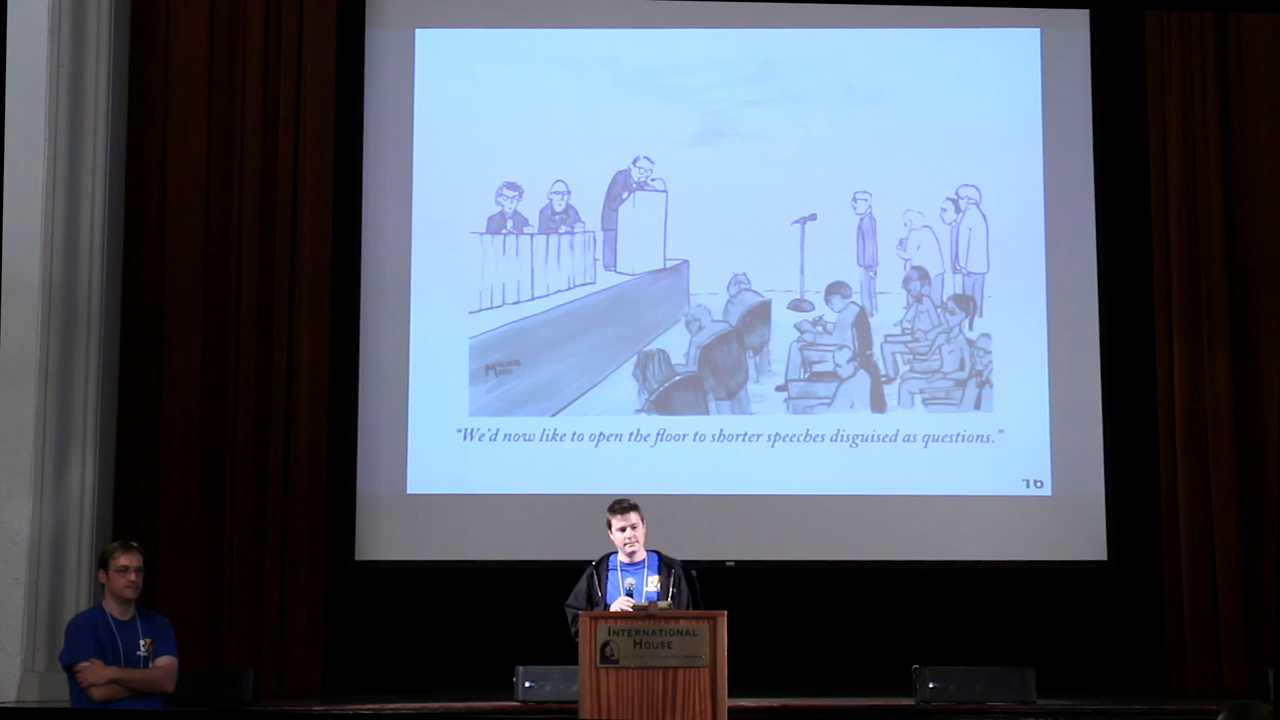 "We'd now like to open the floor to shorter speeches disguised as questions."
16
INTERNATIONAL
HOUSE